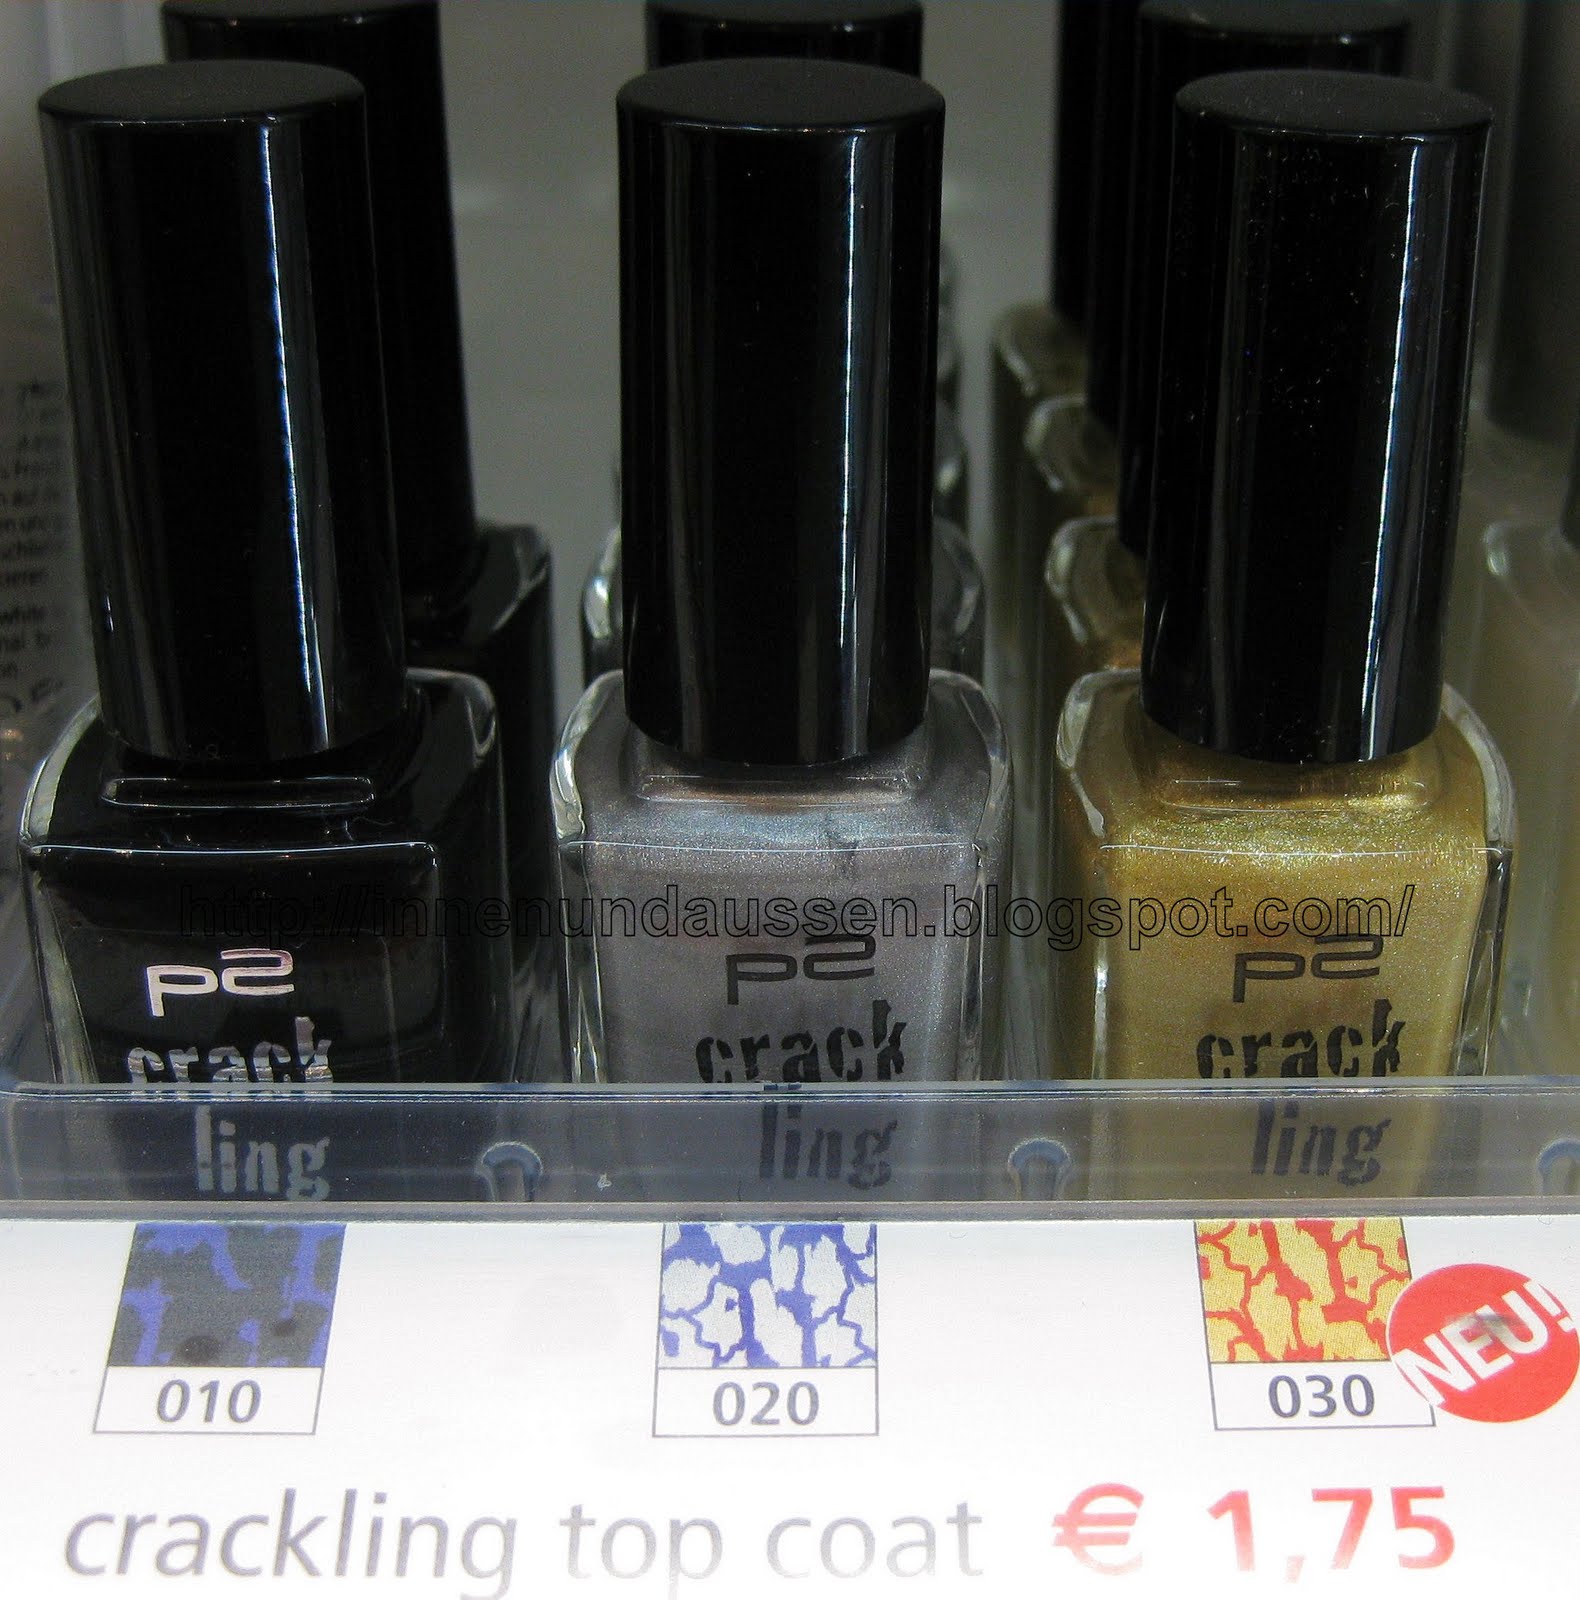 http://innenundaussen.blogspot.com/
p2
crack
ling
p2
crack
ling
p2
crack
ling
010
020
030
NEU!
crackling top coat € 1,75